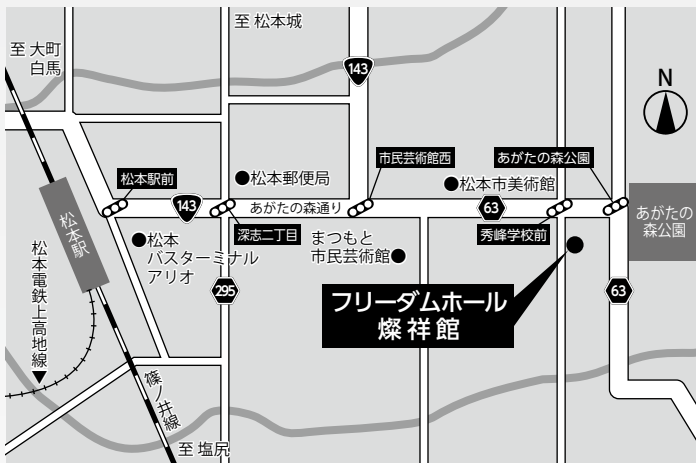 至 松本城
至 大町
白馬
143
N
松本駅前
●松本郵便局
市民芸術館西
あがたの森公園
●松本市美術館
143
あがたの森通り
63
あがたの
森公園
松本駅
●松本
バスターミナル
アリオ
深志二丁目
まつもと
市民芸術館●
秀峰学校前
松本電鉄上高地線
295
63
フリーダムホール
燦祥館
篠ノ井線
至 塩尻